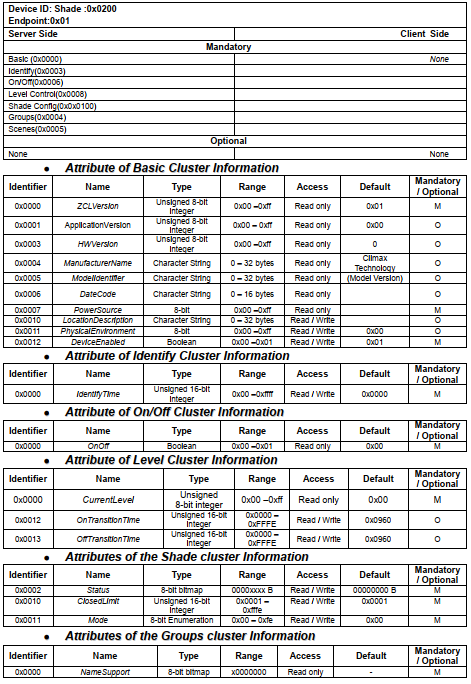 Device ID: Shade :0x0200
Endpoint:0x01
Server Side Client Side
Mandatory
Basic (0x0000) None
Identify(0x0003)
On/Off(0x0006)
Level Control(0x0008)
Shade Config(0x0x0100)
Groups(0x0004)
Scenes(0x0005)
Optional
None None
● Attribute of Basic Cluster Information
Identifier Name Type Range Access Default Mandatory / Optional
0x0000 ZCLVersion Unsigned 8-bit Integer 0x00 –0xff Read only 0x01 M
0x0001 ApplicationVersion Unsigned 8-bit Integer 0x00 – 0xff Read only 0x00 O
0x0003 HWVersion Unsigned 8-bit Integer 0x00 –0xff Read only 0 O
0x0004 ManufacturerName Character String 0 – 32 bytes Read only Climax Technology O
0x0005 ModelIdentifier Character String 0 – 32 bytes Read only (Model Version) O
0x0006 DateCode Character String 0 – 16 bytes Read only O
0x0007 PowerSource 8-bit 0x00 –0xff Read only M
0x0010 LocationDescription Character String 0 – 32 bytes Read / Write O
0x0011 PhysicalEnvironment 8-bit 0x00 –0xff Read / Write 0x00 O
0x0012 DeviceEnabled Boolean 0x00 –0x01 Read / Write 0x01 M
● Attribute of Identify Cluster Information
Identifier Name Type Range Access Default Mandatory / Optional
0x0000 IdentifyTime Unsigned 16-bit Integer 0x00 –0xffff Read / Write 0x0000 M
● Attribute of On/Off Cluster Information
Identifier Name Type Range Access Default Mandatory / Optional
0x0000 OnOff Boolean 0x00 –0x01 Read only 0x00 M
● Attribute of Level Cluster Information
Identifier Name Type Range Access Default Mandatory / Optional
0x0000 CurrentLevel Unsigned 8-bit integer 0x00 –0xff Read only 0x00 M
0x0012 OnTransitionTime Unsigned 16-bit Integer 0x0000 – 0xFFFE Read / Write 0x0960 O
0x0013 OffTransitionTime Unsigned 16-bit Integer 0x0000 – 0xFFFE Read / Write 0x0960 O
● Attributes of the Shade cluster Information
Identifier Name Type Range Access Default Mandatory / Optional
0x0002 Status 8-bit bitmap 0000xxxx B Read / Write 00000000 B M
0x0010 ClosedLimit Unsigned 16-bit Integer 0x0001 – 0xfffe Read / Write 0x0001 M
0x0011 Mode 8-bit Enumeration 0x00 – 0xfe Read / Write 0x00 M
● Attributes of the Groups cluster Information
Identifier Name Type Range Access Default Mandatory / Optional
0x0000 NameSupport 8-bit bitmap x0000000 Read only - M